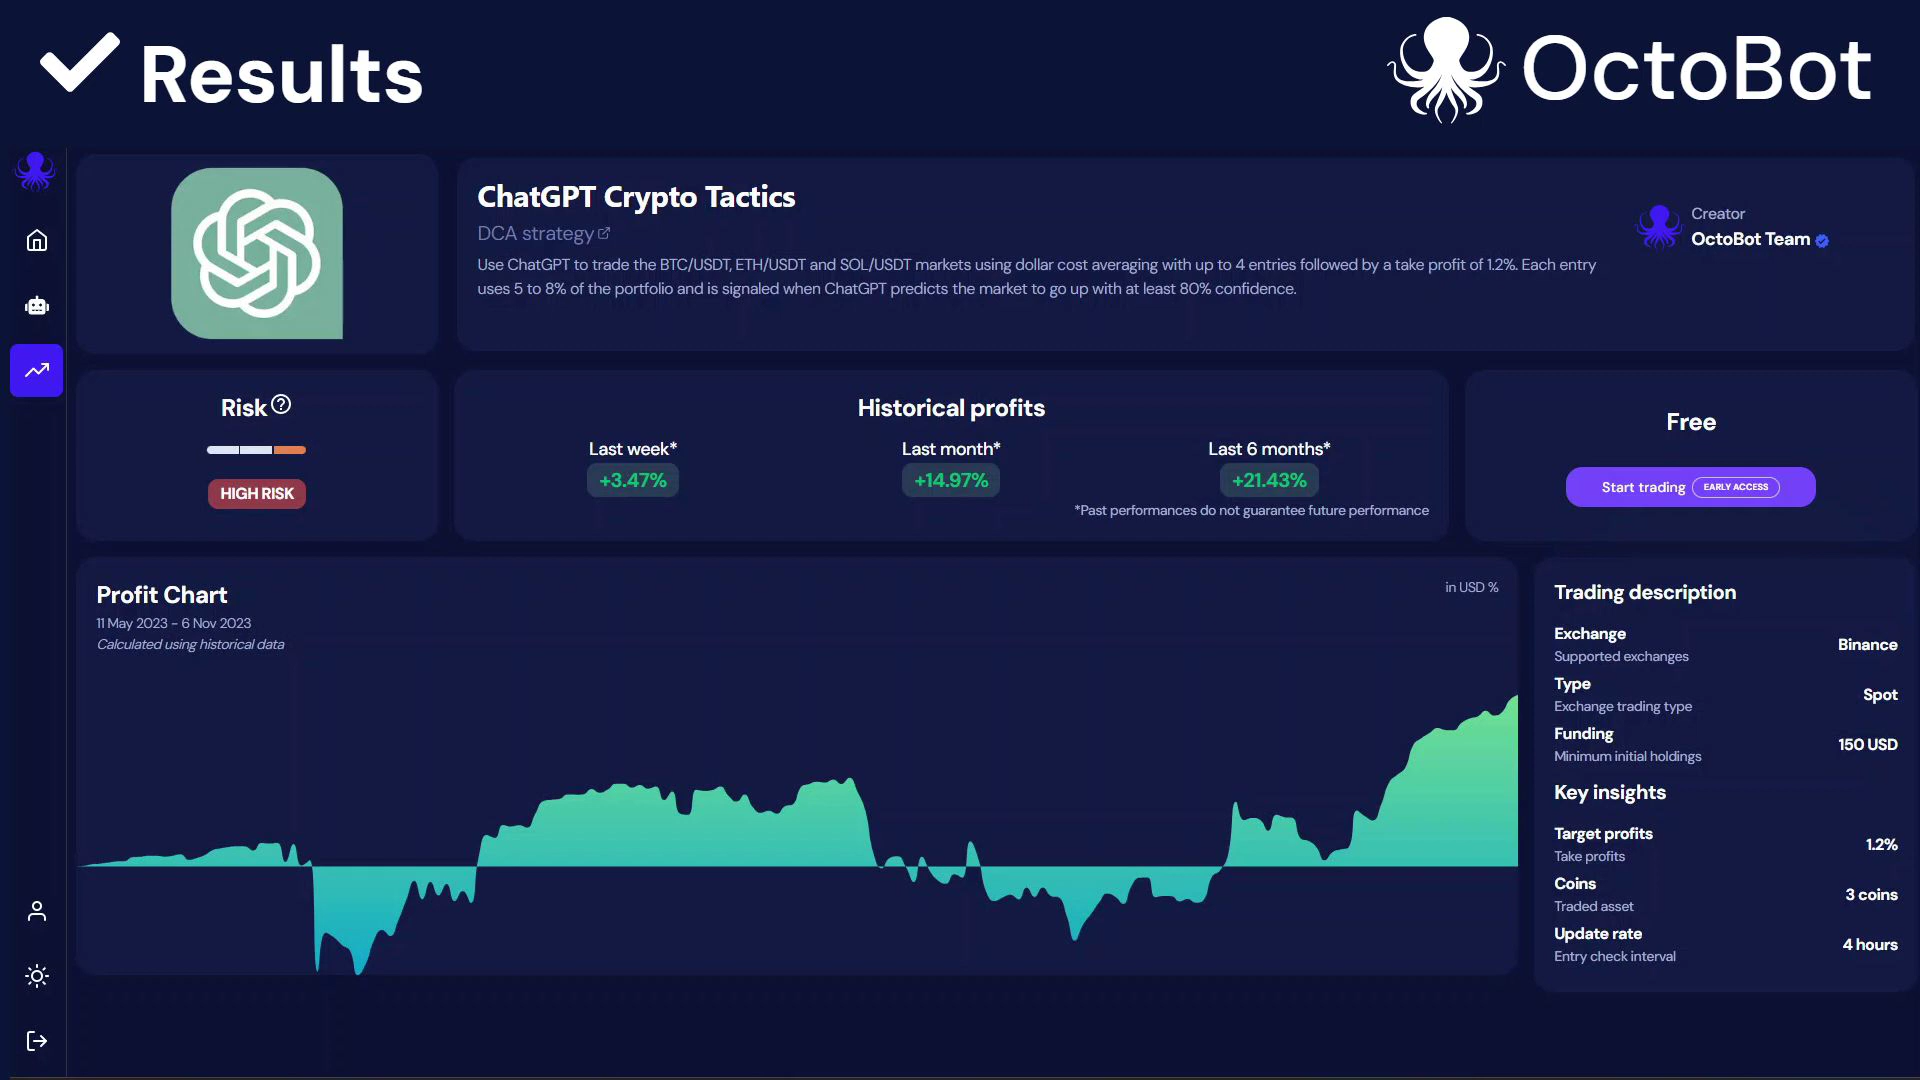 Results
OctoBot
ChatGPT Crypto Tactics
DCA strategy
Use ChatGPT to trade the BTC/USDT, ETH/USDT and SOL/USDT markets using dollar cost averaging with up to 4 entries followed by a take profit of 1.2%. Each entry
uses 5 to 8% of the portfolio and is signaled when ChatGPT predicts the market to go up with at least 80% confidence.
Creator
OctoBot Team
Risk
HIGH RISK
Historical profits
Last week*
+3.47%
Last month*
+14.97%
Last 6 months*
+21.43%
*Past performances do not guarantee future performance
Free
Start trading EARLY ACCESS
Profit Chart
11 May 2023 - 6 Nov 2023
Calculated using historical data
in USD %
Trading description
Exchange
Supported exchanges
Binance
Type
Exchange trading type
Spot
Funding
Minimum initial holdings
150 USD
Key insights
Target profits
Take profits
1.2%
Coins
Traded asset
3 coins
Update rate
Entry check interval
4 hours